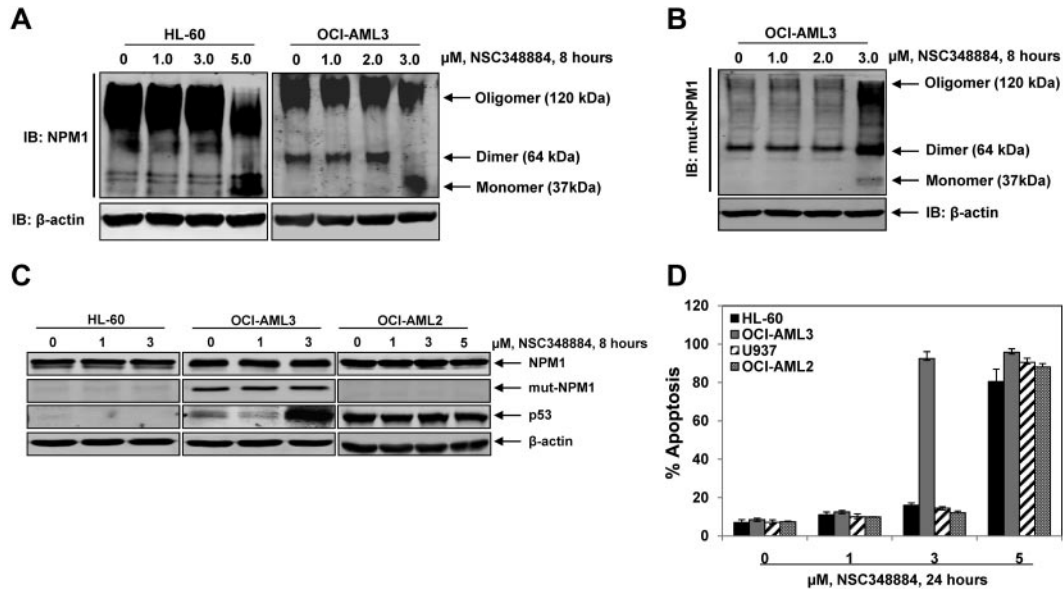 A
HL-60 OCI-AML3
0 1.0 3.0 5.0 0 1.0 2.0 3.0 µM, NSC348884, 8 hours
IB: NPM1
Oligomer (120 kDa)
Dimer (64 kDa)
Monomer (37kDa)
IB: β-actin
B
OCI-AML3
0 1.0 2.0 3.0 µM, NSC348884, 8 hours
IB: mut-NPM1
Oligomer (120 kDa)
Dimer (64 kDa)
Monomer (37kDa)
IB: β-actin
C
HL-60 OCI-AML3 OCI-AML2
0 1 3 0 1 3 0 1 3 5 µM, NSC348884, 8 hours
NPM1
mut-NPM1
p53
β-actin
D
% Apoptosis
120
100
80
60
40
20
0
HL-60
OCI-AML3
U937
OCI-AML2
0 1 3 5
µM, NSC348884, 24 hours